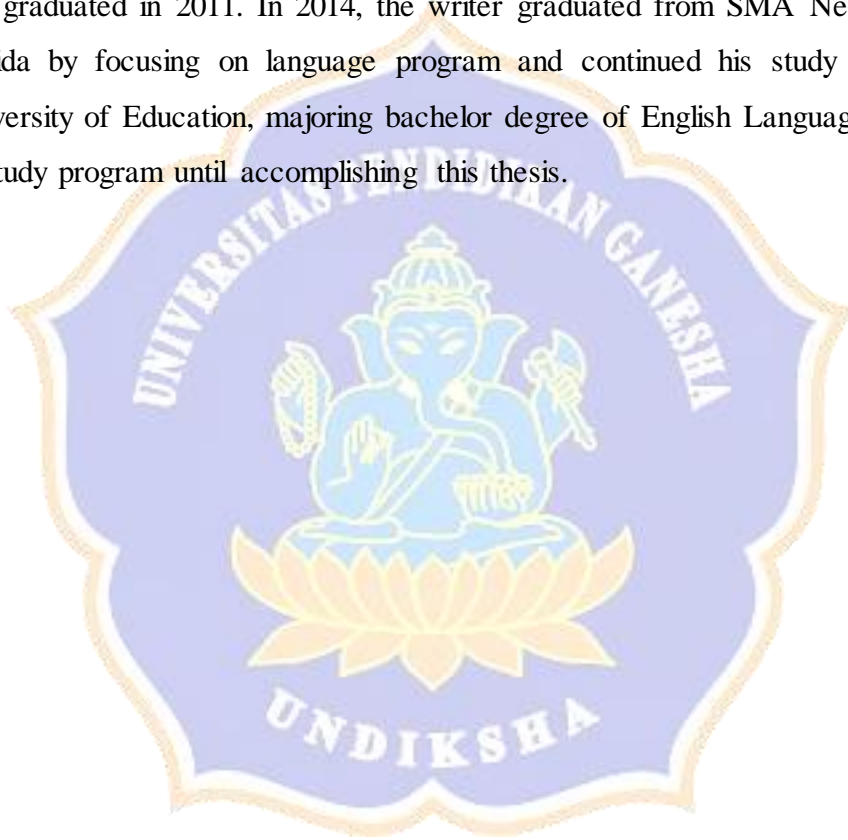 graduated in 2011. In 2014, the writer graduated from SMA Ne
ida by focusing on language program and continued his study
versity of Education, majoring bachelor degree of English Languag
tudy program until accomplishing this thesis.
UNIVERSITAS PENDIDIKAN GANESHA
UNDIKSHA